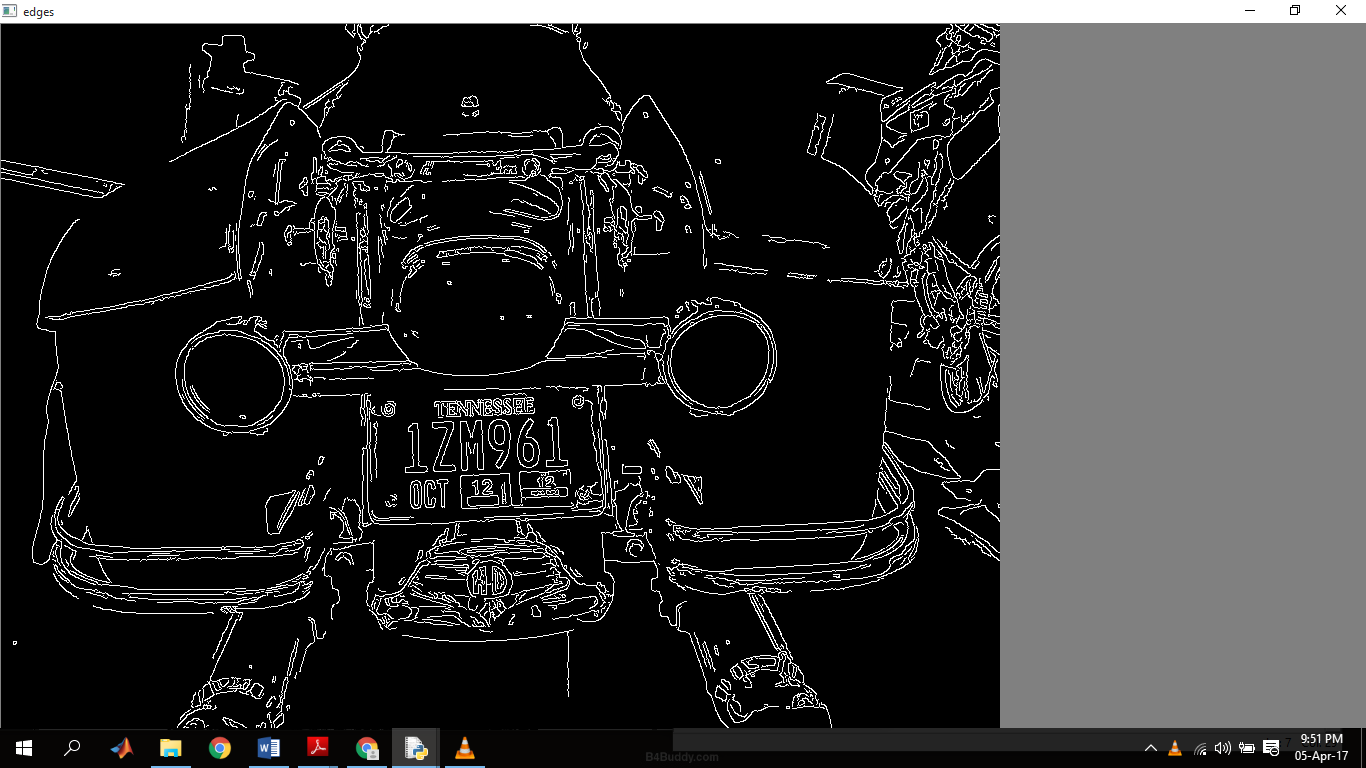 edges
TENNESSEE
1ZM961
OCT 12 12
H-D
B4Buddy.com
9:51 PM
05-Apr-17